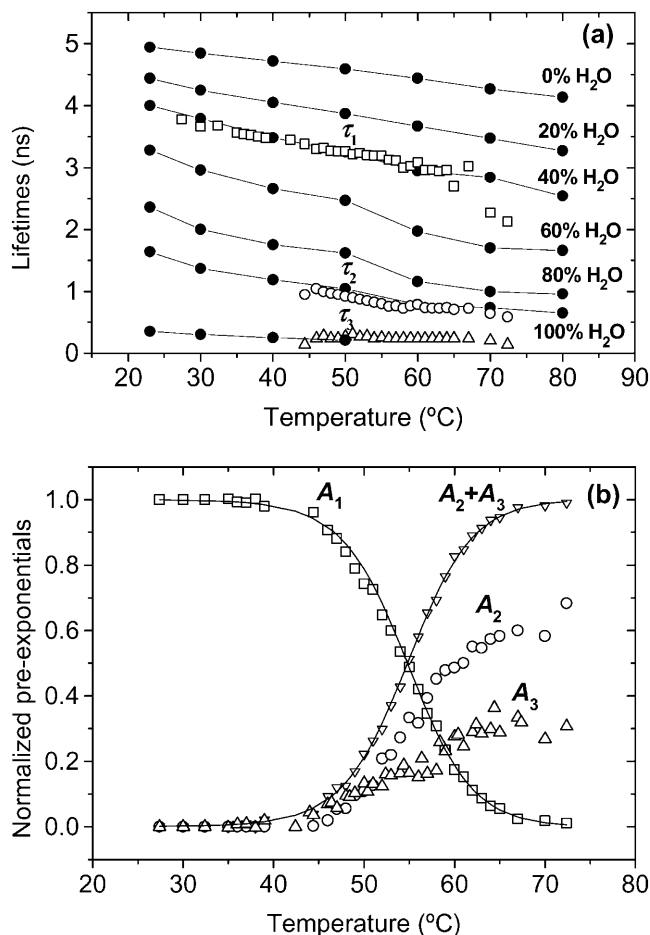 (a)
5
4
3
2
1
0
Lifetimes (ns)
0% H₂O
20% H₂O
40% H₂O
60% H₂O
80% H₂O
100% H₂O
τ₁
τ₂
τ₃
20 30 40 50 60 70 80 90
Temperature (ºC)
(b)
1.0
0.8
0.6
0.4
0.2
0.0
Normalized pre-exponentials
A₁
A₂+A₃
A₂
A₃
20 30 40 50 60 70 80
Temperature (ºC)